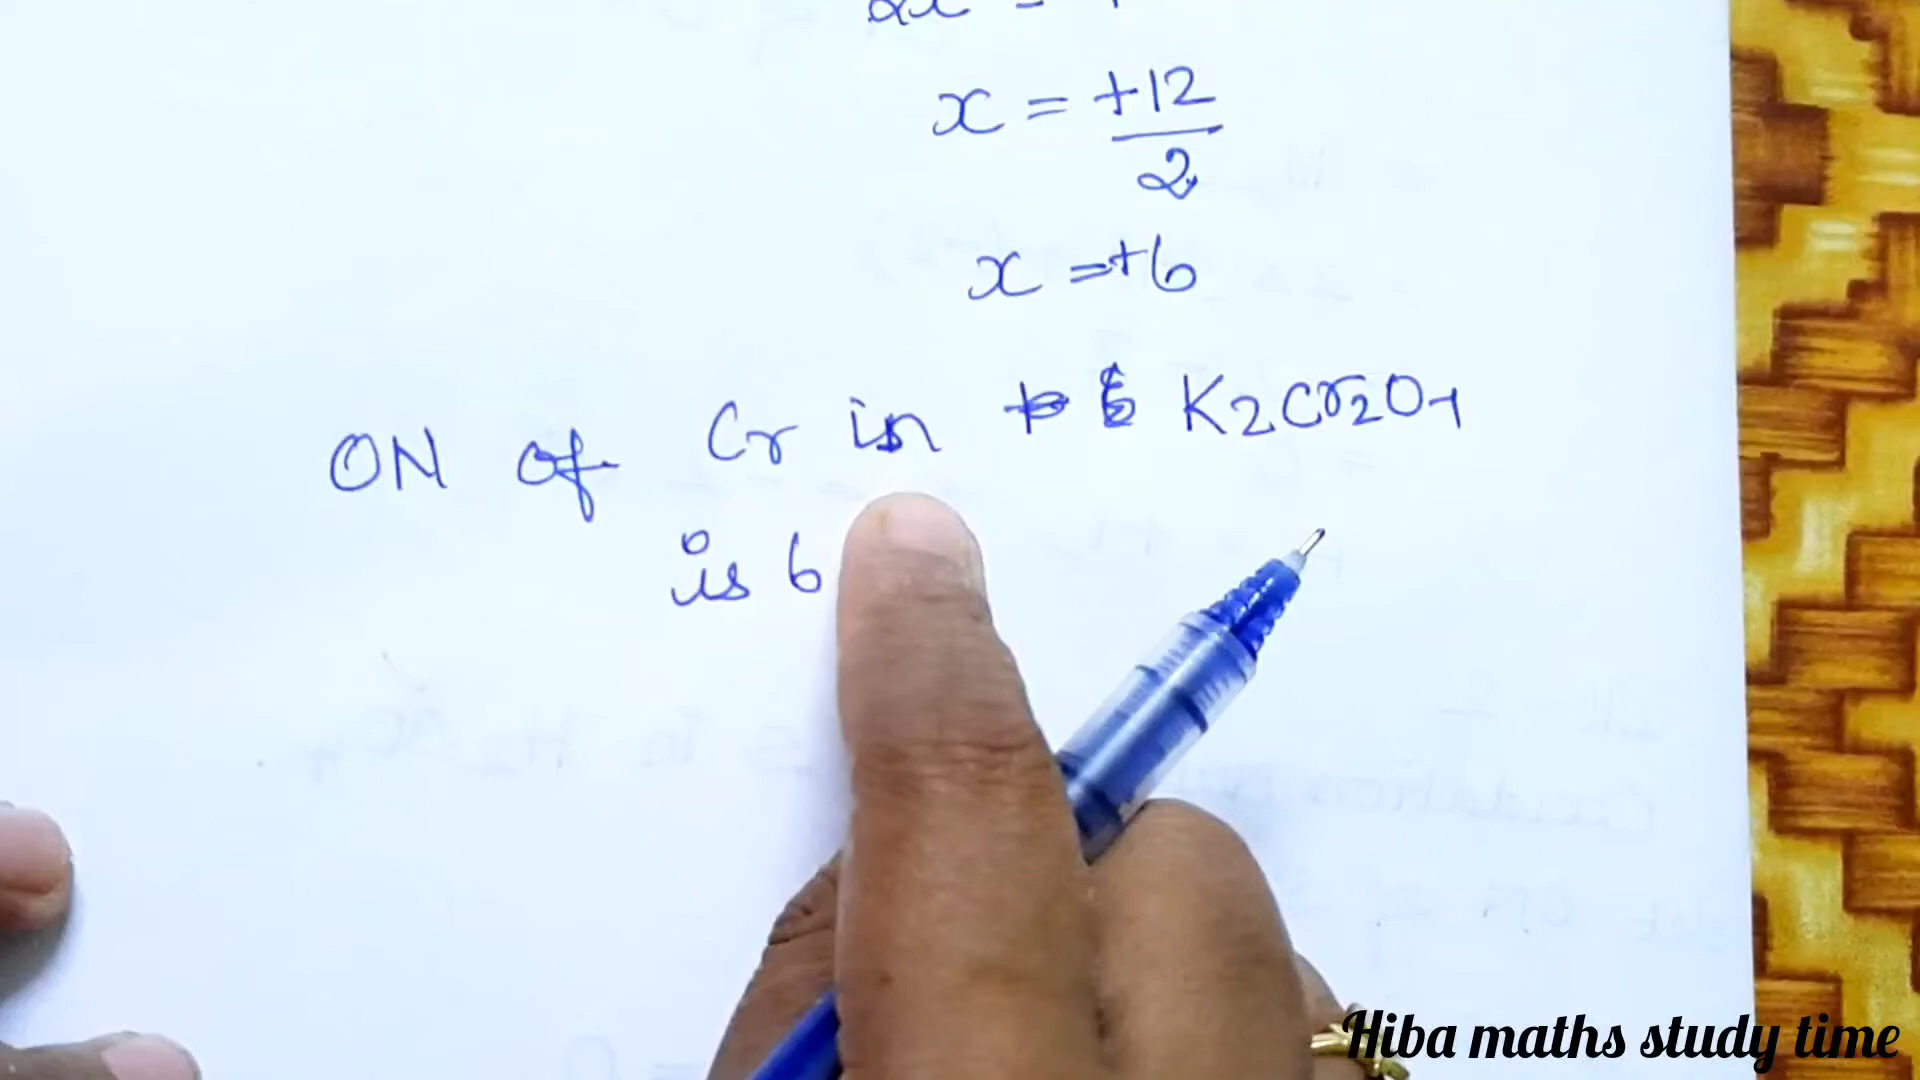 x = +12
2
x = +6
ON of Cr in K2Cr2O7
is 6
Hiba maths study time